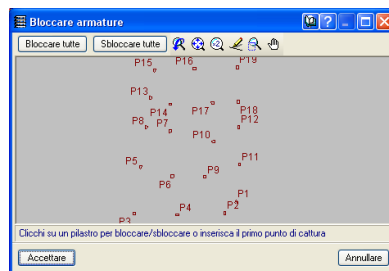 Bloccare armature
Bloccare tutte Sbloccare tutte
P15 P16 P19
P13
P14 P17 P18
P8 P7 P12
P10
P5 P11
P6 P9
P1
P3 P4 P2
Clicchi su un pilastro per bloccare/sbloccare o inserisca il primo punto di cattura
Accettare Annullare